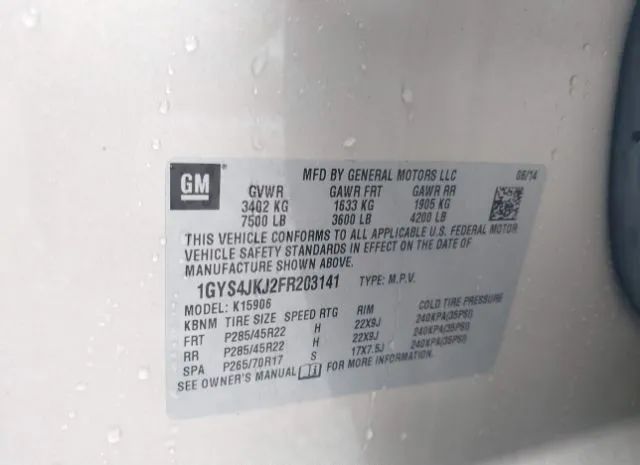 GM
MFD BY GENERAL MOTORS LLC 06/14
GVWR GAWR FRT GAWR RR
3402 KG 1633 KG 1905 KG
7500 LB 3600 LB 4200 LB
THIS VEHICLE CONFORMS TO ALL APPLICABLE U.S. FEDERAL MOTOR
VEHICLE SAFETY STANDARDS IN EFFECT ON THE DATE OF
MANUFACTURE SHOWN ABOVE.
1GYS4JKJ2FR203141 TYPE: M.P.V.
MODEL: K15906
KBNM TIRE SIZE SPEED RTG RIM COLD TIRE PRESSURE
FRT P285/45R22 H 22X9J 240KPA(35PSI)
RR P285/45R22 H 22X9J 240KPA(35PSI)
SPA P265/70R17 S 17X7.5J 240KPA(35PSI)
SEE OWNER'S MANUAL FOR MORE INFORMATION.